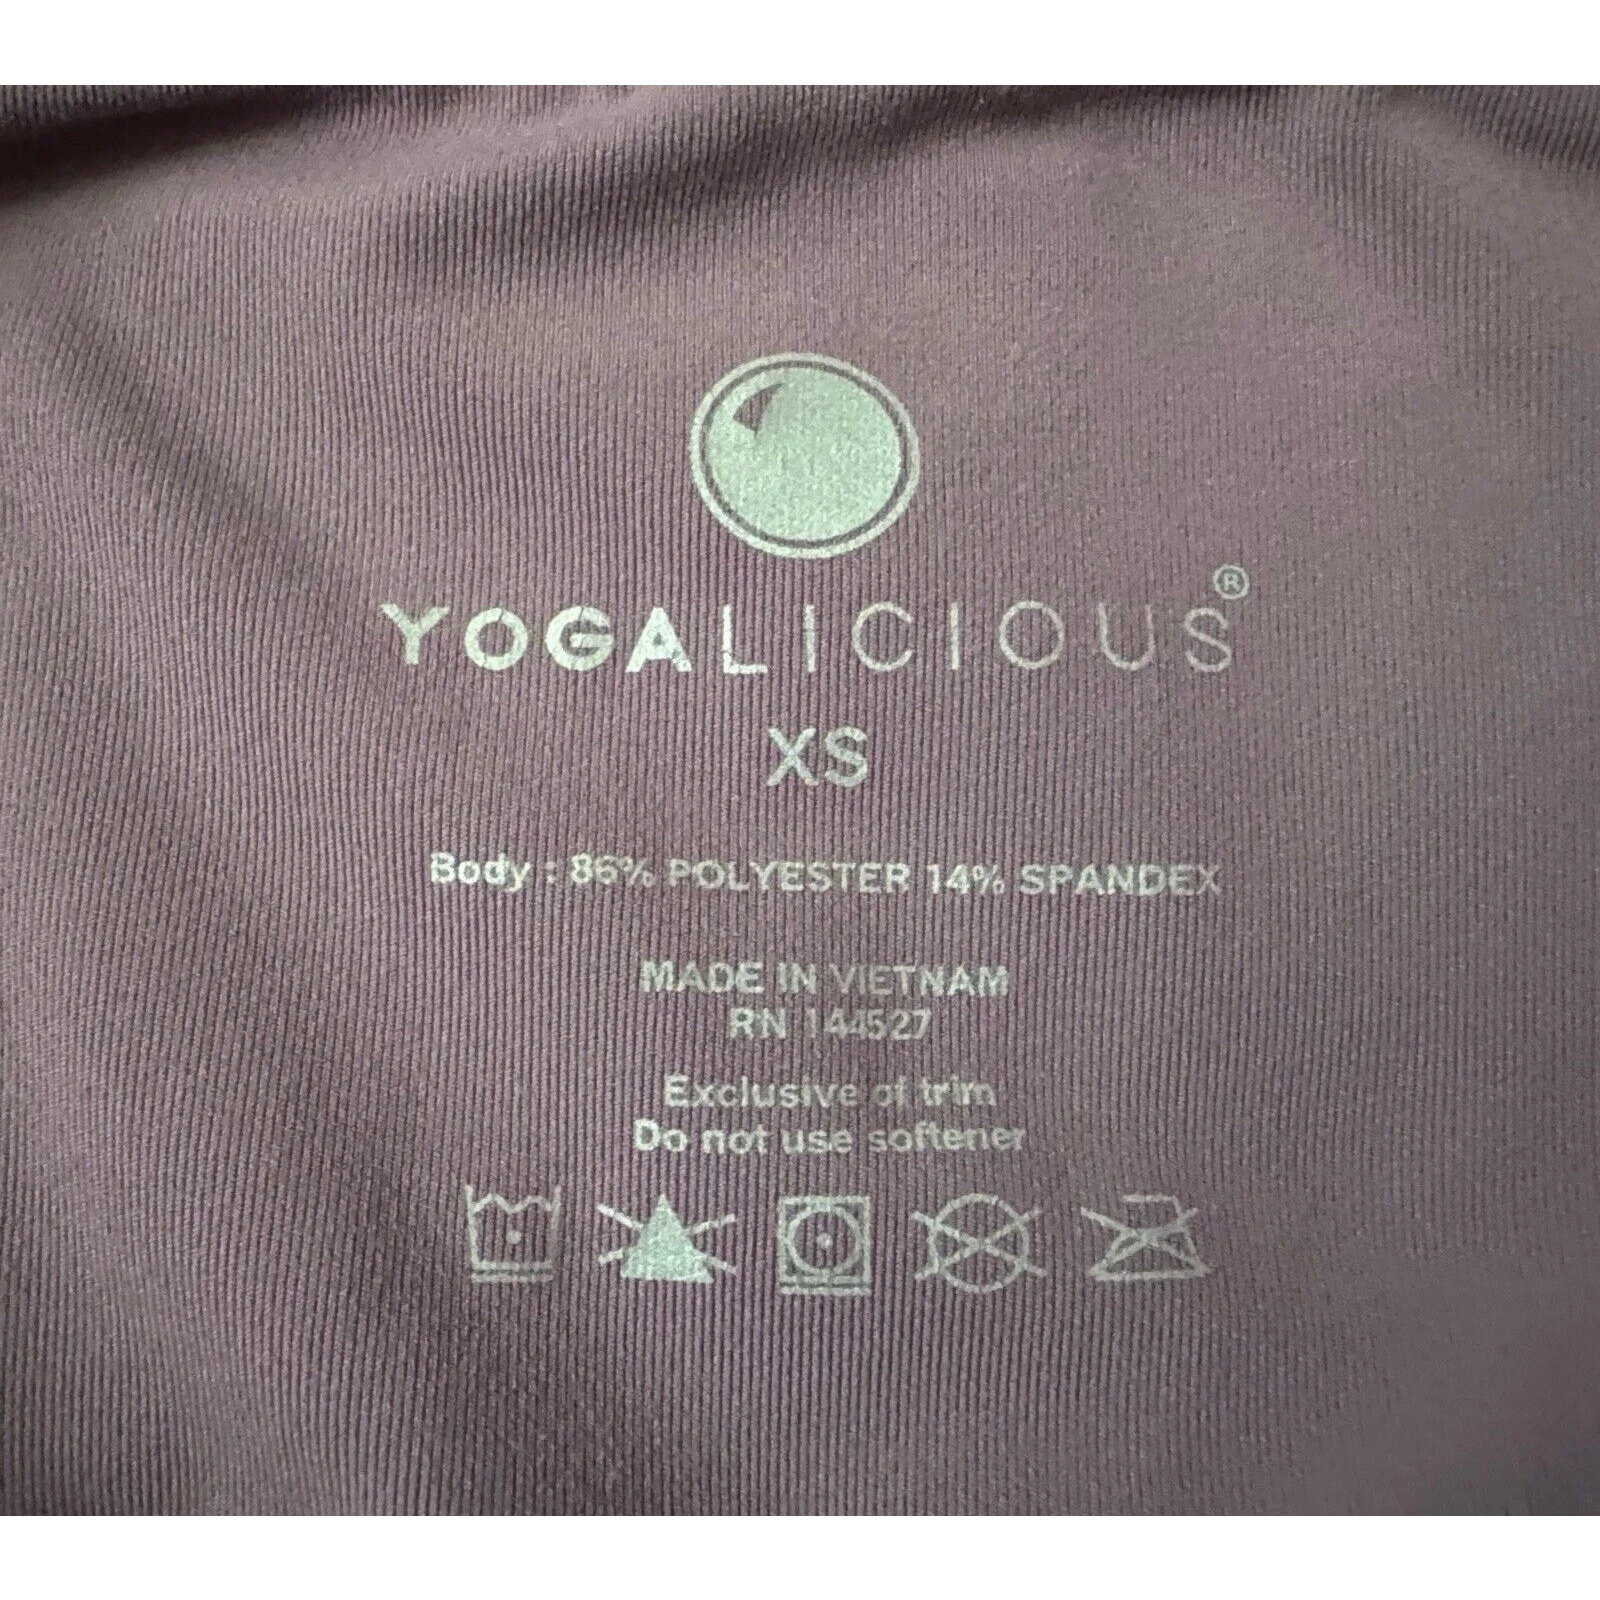 YOGALICIOUS®
XS
Body : 86% POLYESTER 14% SPANDEX
MADE IN VIETNAM
RN 144527
Exclusive of trim
Do not use softener